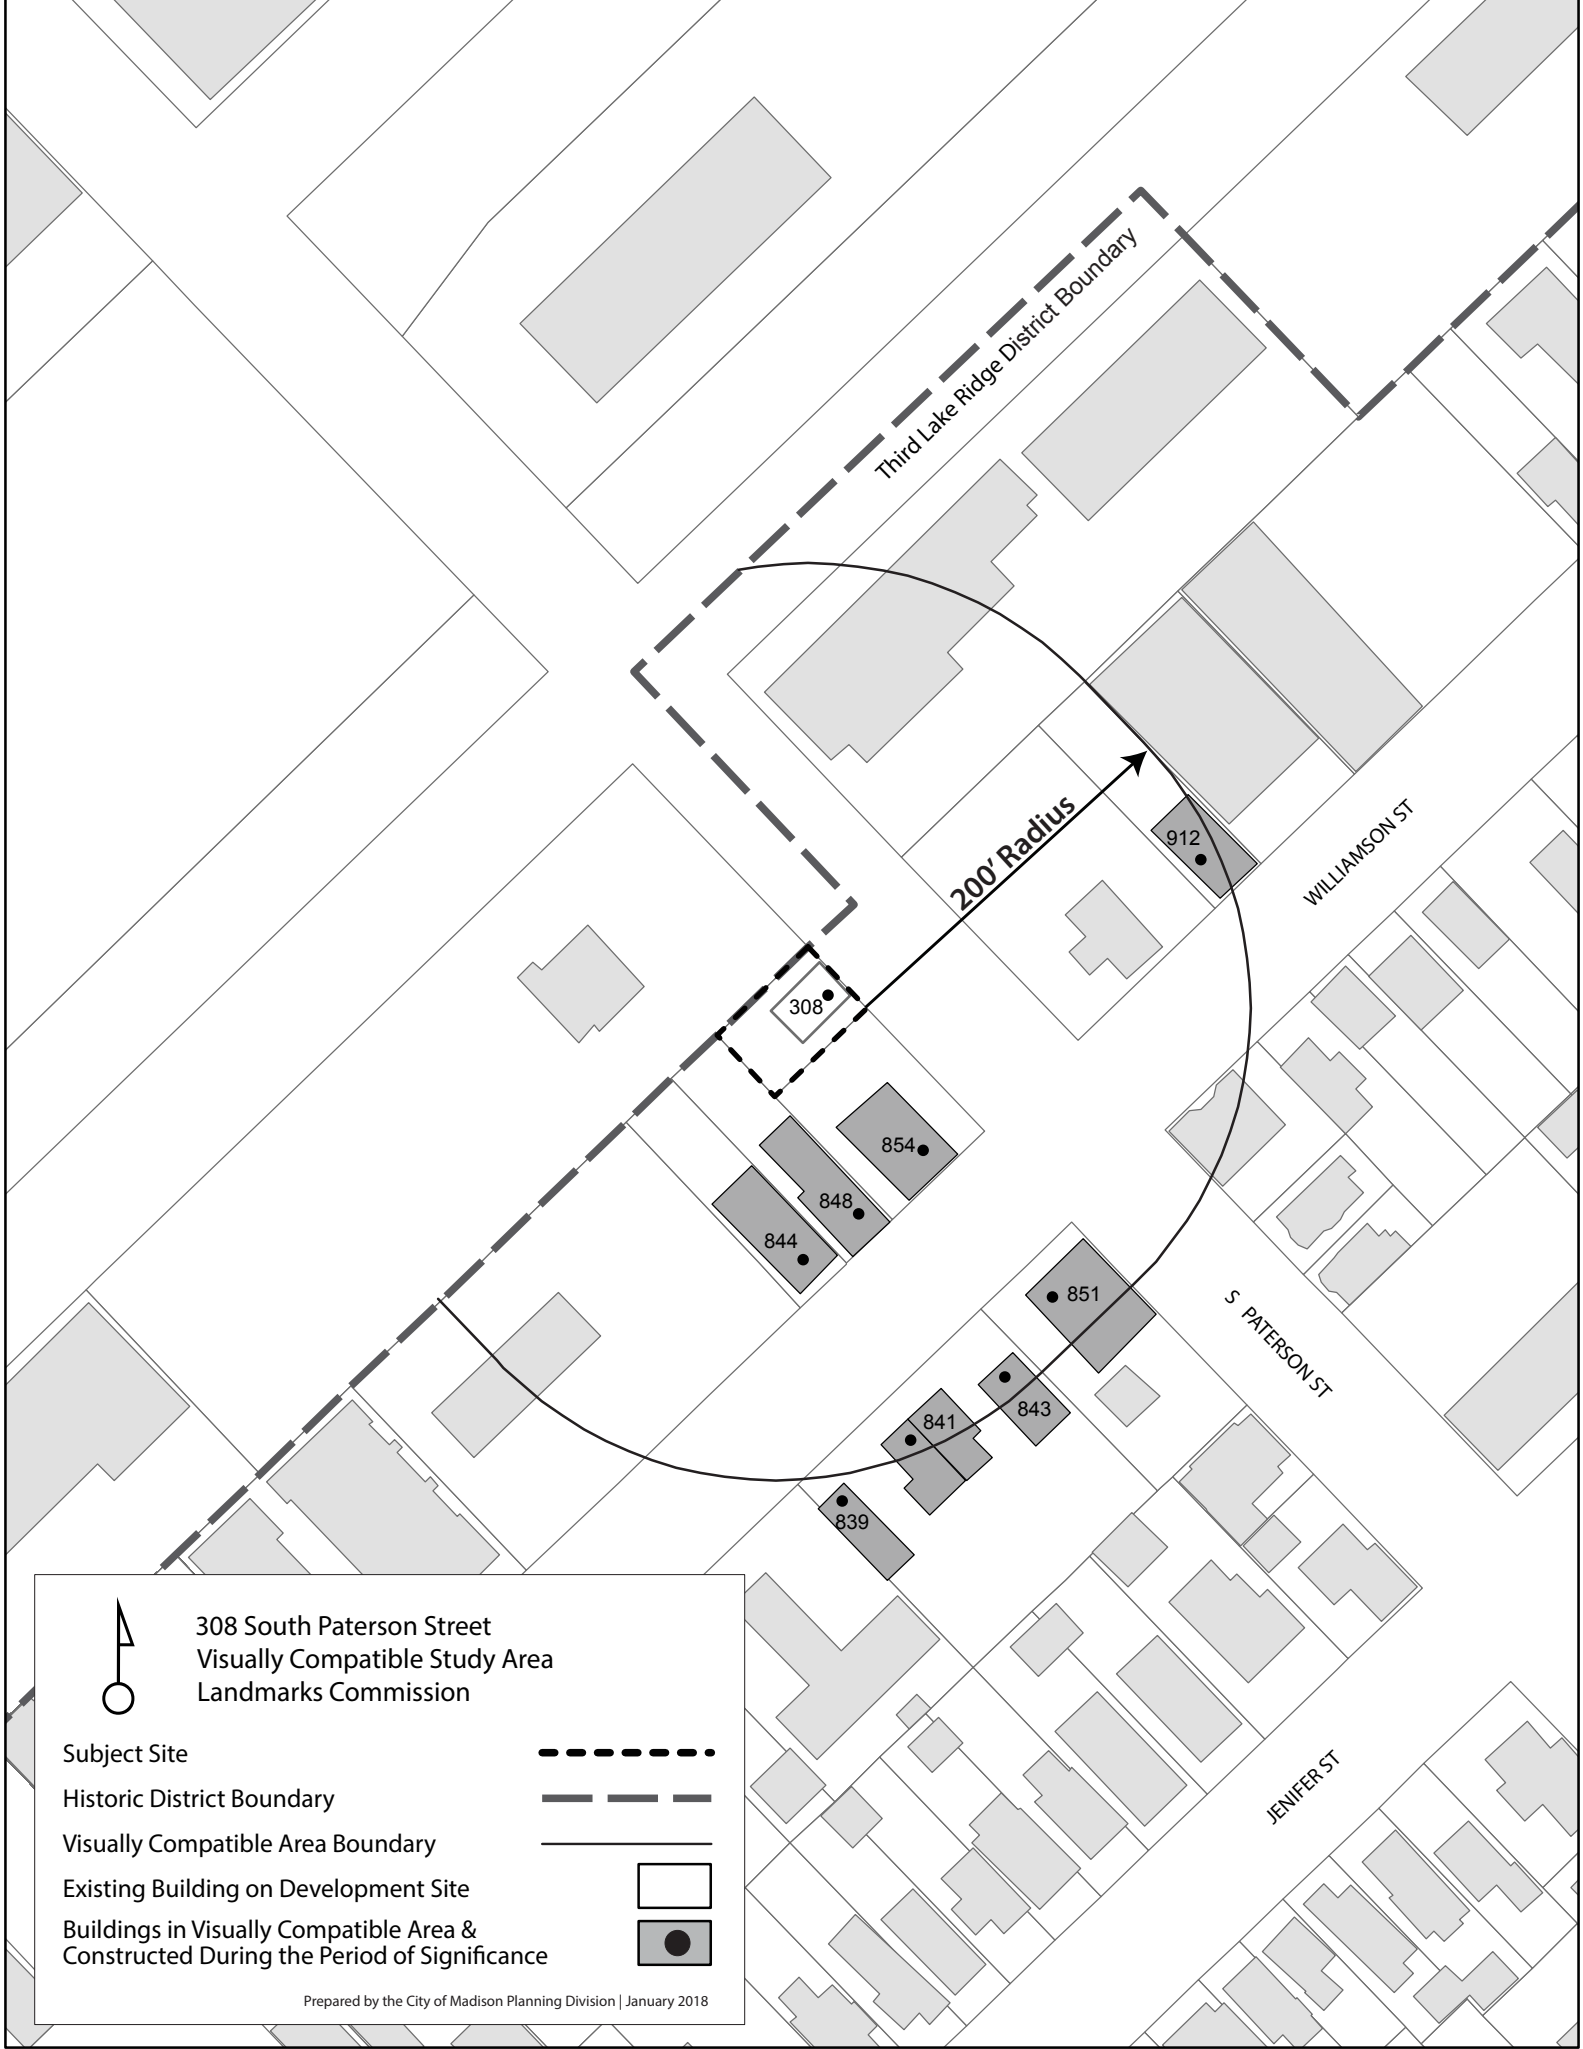 Third Lake Ridge District Boundary
200' Radius
912
WILLIAMSON ST
308
854
848
844
851
S PATERSON ST
843
841
839
JENIFER ST
308 South Paterson Street
Visually Compatible Study Area
Landmarks Commission
Subject Site
Historic District Boundary
Visually Compatible Area Boundary
Existing Building on Development Site
Buildings in Visually Compatible Area &
Constructed During the Period of Significance
Prepared by the City of Madison Planning Division | January 2018